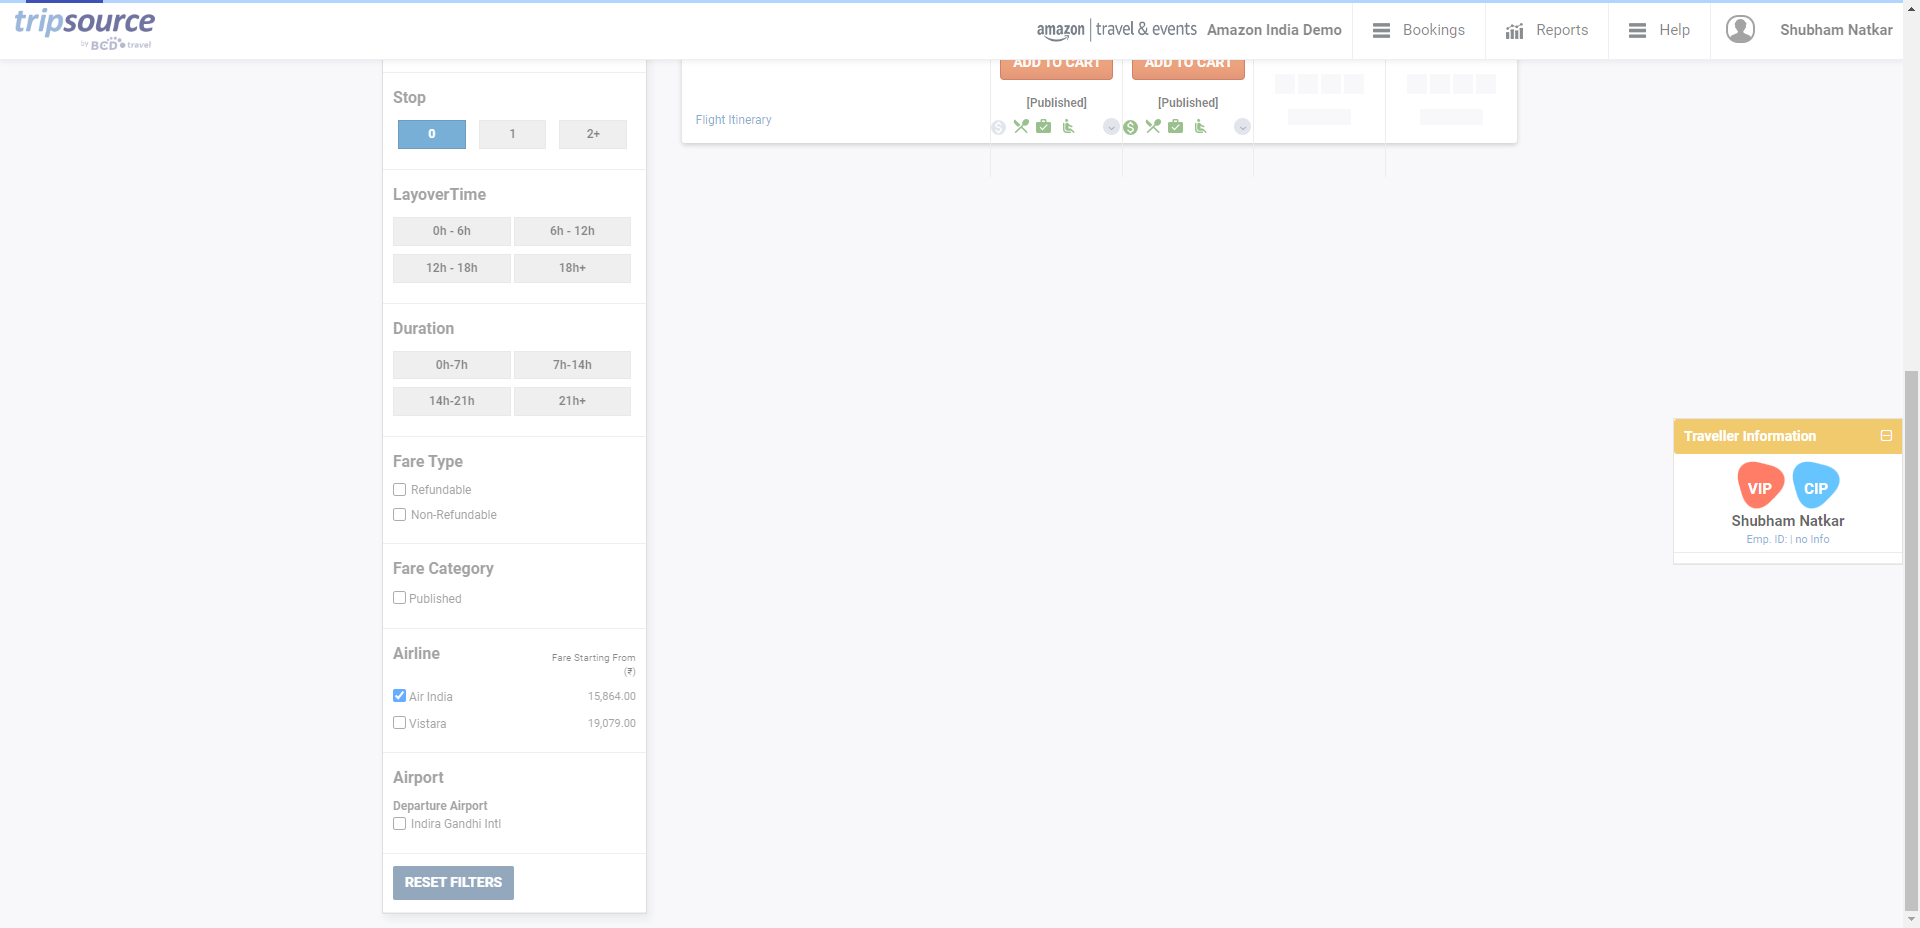 tripsource
by BCD travel
amazon | travel & events Amazon India Demo
Bookings
Reports
Help
Shubham Natkar
Stop
0 1 2+
LayoverTime
0h - 6h 6h - 12h
12h - 18h 18h+
Duration
0h-7h 7h-14h
14h-21h 21h+
Fare Type
Refundable
Non-Refundable
Fare Category
Published
Airline Fare Starting From
(₹)
Air India 15,864.00
Vistara 19,079.00
Airport
Departure Airport
Indira Gandhi Intl
RESET FILTERS
ADD TO CART ADD TO CART
[Published] [Published]
Flight Itinerary
Traveller Information
VIP CIP
Shubham Natkar
Emp. ID: | no Info